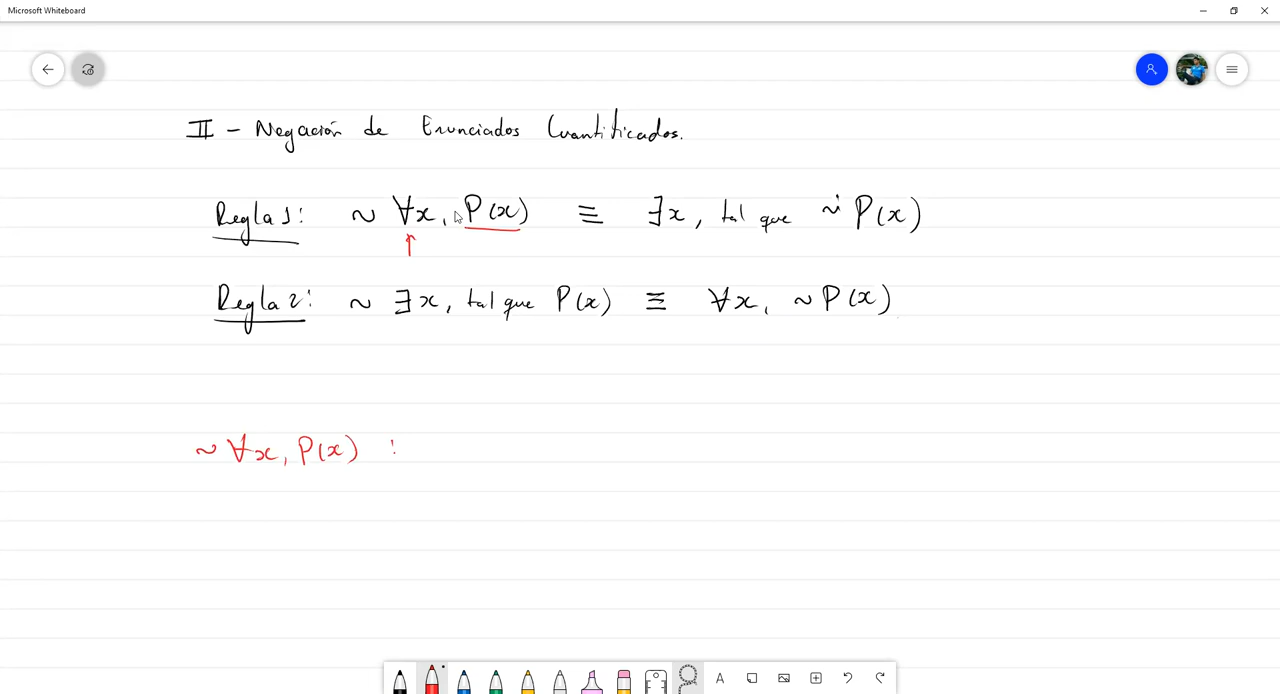 Microsoft Whiteboard
II - Negación de Enunciados Cuantificados.
Regla 1: ~ ∀x, P(x) ≡ ∃x, tal que ~ P(x)
Regla 2: ~ ∃x, tal que P(x) ≡ ∀x, ~ P(x)
~ ∀x, P(x) :